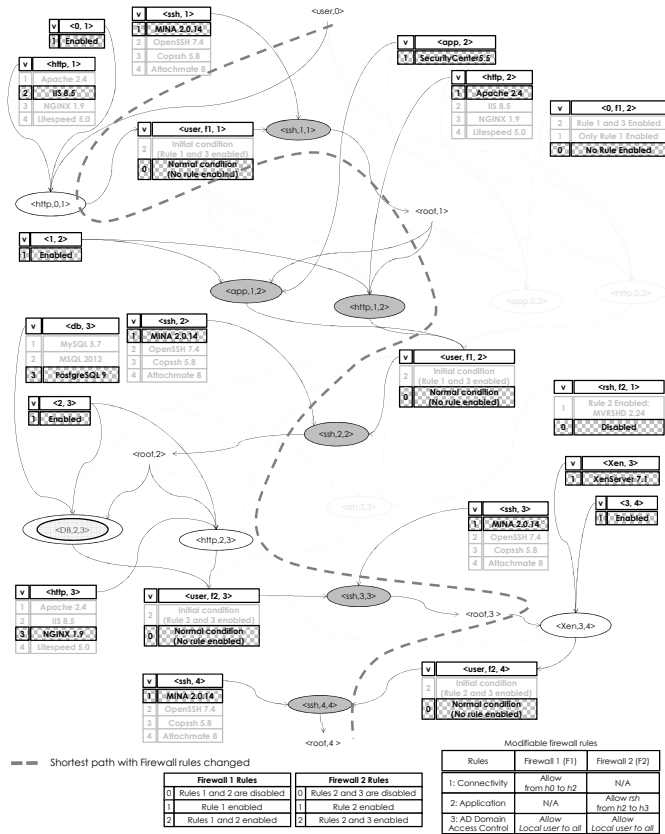 <user,0>
v <0, 1>
1 Enabled
v <ssh, 1>
1 MINA 2.0.14
2 OpenSSH 7.4
3 Copssh 5.8
4 Attachmate 8
v <app, 2>
1 SecurityCenter5.5
v <http, 1>
1 Apache 2.4
2 IIS 8.5
3 NGINX 1.9
4 Litespeed 5.0
v <http, 2>
1 Apache 2.4
2 IIS 8.5
3 NGINX 1.9
4 Litespeed 5.0
v <0, f1, 2>
2 Rule 1 and 3 Enabled
1 Only Rule 1 Enabled
0 No Rule Enabled
v <user, f1, 1>
2 Initial condition
(Rule 1 and 3 enabled)
0 Normal condition
(No rule enabled)
<ssh,1,1>
<http,0,1>
<root,1>
v <1, 2>
1 Enabled
<app,1,2>
<http,1,2>
<app,0,2>
<http,0,2>
v <db, 3>
1 MySQL 5.7
2 MSQL 2012
3 PostgreSQL 9
v <ssh, 2>
1 MINA 2.0.14
2 OpenSSH 7.4
3 Copssh 5.8
4 Attachmate 8
v <user, f1, 2>
2 Initial condition
(Rule 1 and 3 enabled)
0 Normal condition
(No rule enabled)
v <rsh, f2, 1>
1 Rule 2 Enabled:
MVRSHD 2.24
0 Disabled
v <2, 3>
1 Enabled
<ssh,2,2>
<root,2>
v <Xen, 3>
1 XenServer 7.1
<rsh,2,3>
v <ssh, 3>
1 MINA 2.0.14
2 OpenSSH 7.4
3 Copssh 5.8
4 Attachmate 8
v <3, 4>
1 Enabled
<DB,2,3>
<http,2,3>
v <http, 3>
1 Apache 2.4
2 IIS 8.5
3 NGINX 1.9
4 Litespeed 5.0
v <user, f2, 3>
2 Initial condition
(Rule 2 and 3 enabled)
0 Normal condition
(No rule enabled)
<ssh,3,3>
<root,3 >
<Xen,3,4>
v <ssh, 4>
1 MINA 2.0.14
2 OpenSSH 7.4
3 Copssh 5.8
4 Attachmate 8
<ssh,4,4>
v <user, f2, 4>
2 Initial condition
(Rule 2 and 3 enabled)
0 Normal condition
(No rule enabled)
<root,4 >
Shortest path with Firewall rules changed
Firewall 1 Rules
0 Rules 1 and 2 are disabled
1 Rule 1 enabled
2 Rules 1 and 2 enabled
Firewall 2 Rules
0 Rules 2 and 3 are disabled
1 Rule 2 enabled
2 Rules 2 and 3 enabled
Modifiable firewall rules
Rules Firewall 1 (F1) Firewall 2 (F2)
1: Connectivity Allow from h0 to h2 N/A
2: Application N/A Allow rsh from h2 to h3
3: AD Domain Access Control Allow Local user to all Allow Local user to all